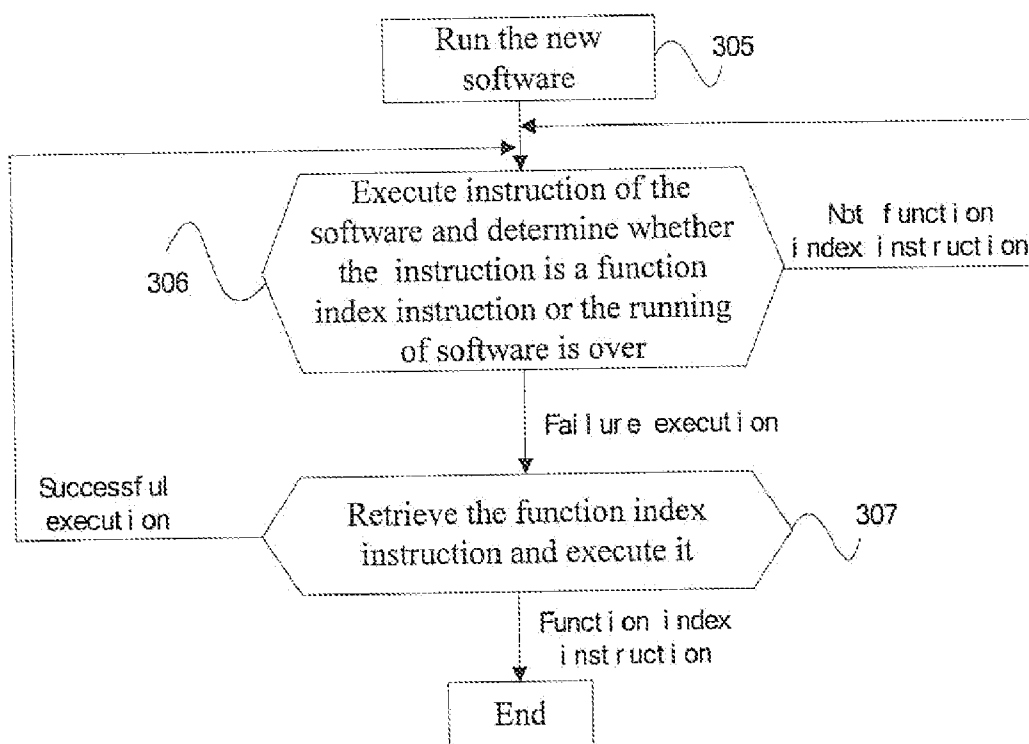 Run the new
software
305
Execute instruction of the
software and determine whether
the instruction is a function
index instruction or the running
of software is over
306
Not function
index instruction
Failure execution
Successful
execution
Retrieve the function index
instruction and execute it
307
Function index
instruction
End